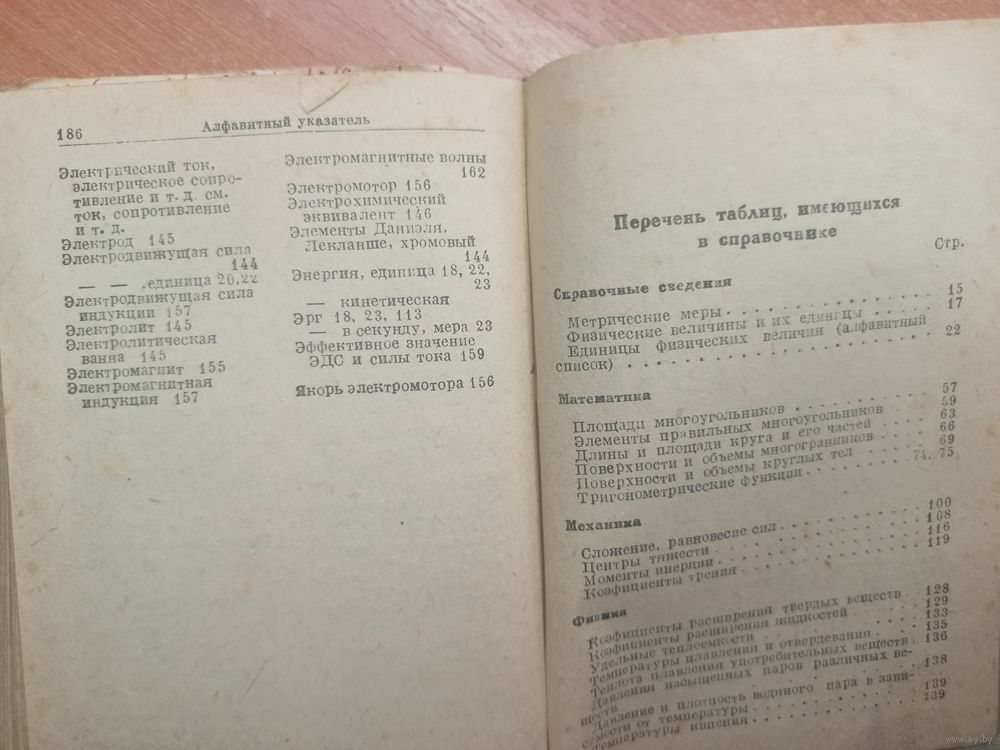 186
Алфавитный указатель
Электрический ток,
электрическое сопро-
тивление и т. д. см.
ток, сопротивление
и т. д.
Электрод 145
Электродвижущая сила
144
— — ,единица 20,22
Электродвижущая сила
индукции 157
Электролит 145
Электролитическая
ванна 145
Электромагнит 155
Электромагнитная
индукция 157
Электромагнитные волны
162
Электромотор 156
Электрохимический
эквивалент 146
Элементы Даниэля,
Лекланше, хромовый
144
Энергия, единица 18, 22,
23
— кинетическая
Эрг 18, 23, 113
— в секунду, мера 23
Эффективное значение
ЭДС и силы тока 159
Якорь электромотора 156
Перечень таблиц, имеющихся
в справочнике
Стр.
Справочные сведения
Метрические меры 15
Физические величины и их единицы 17
Единицы физических величин (алфавитный
список) 22
Математика
Площади многоугольников 57
Элементы правильных многоугольников 59
Длины и площади круга и его частей 63
Поверхности и объемы многогранников 66
Поверхности и объемы круглых тел 69
Тригонометрические функции 74, 75
Механика
Сложение, равновесие сил 100
Центры тяжести 108
Моменты инерции 116
Коэфициенты трения 119
Физика
Коэфициенты расширения твердых веществ 128
Коэфициенты расширения жидкостей 129
Удельные теплоемкости 133
Температуры плавления и отвердевания 135
Теплота плавления употребительных веществ 136
Давления насыщенных паров различных ве-
ществ 138
Давление и плотность водяного пара в зави-
симости от температуры 139
Температуры кипения 139
www.ay.by